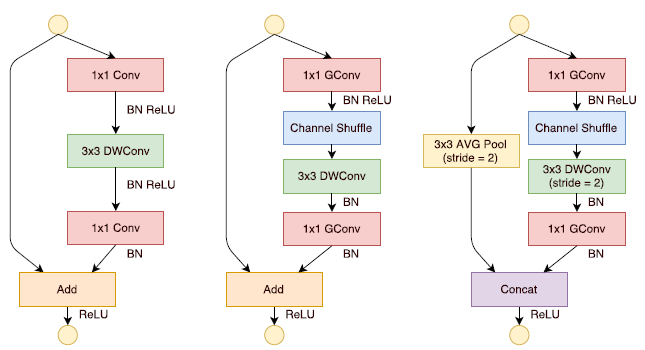 1x1 Conv
BN ReLU
3x3 DWConv
BN ReLU
1x1 Conv
BN
Add
ReLU
1x1 GConv
BN ReLU
Channel Shuffle
3x3 DWConv
BN
1x1 GConv
BN
Add
ReLU
3x3 AVG Pool
(stride = 2)
1x1 GConv
BN ReLU
Channel Shuffle
3x3 DWConv
(stride = 2)
BN
1x1 GConv
BN
Concat
ReLU